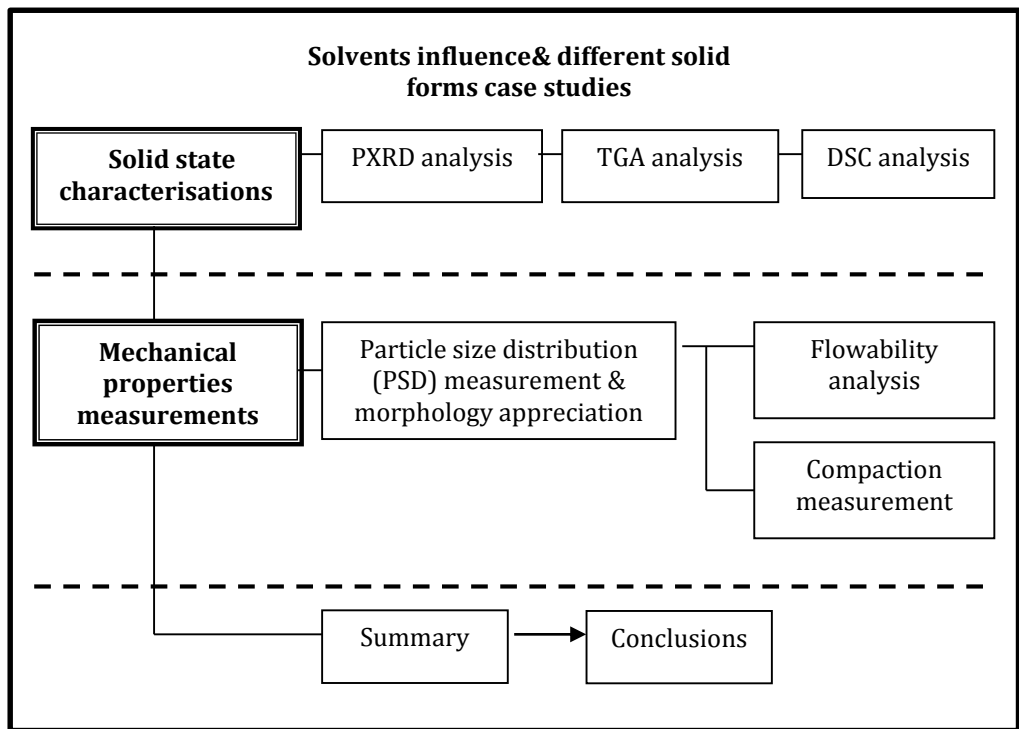 Solvents influence& different solid
forms case studies
Solid state
characterisations
PXRD analysis
TGA analysis
DSC analysis
Mechanical
properties
measurements
Particle size distribution
(PSD) measurement &
morphology appreciation
Flowability
analysis
Compaction
measurement
Summary
Conclusions